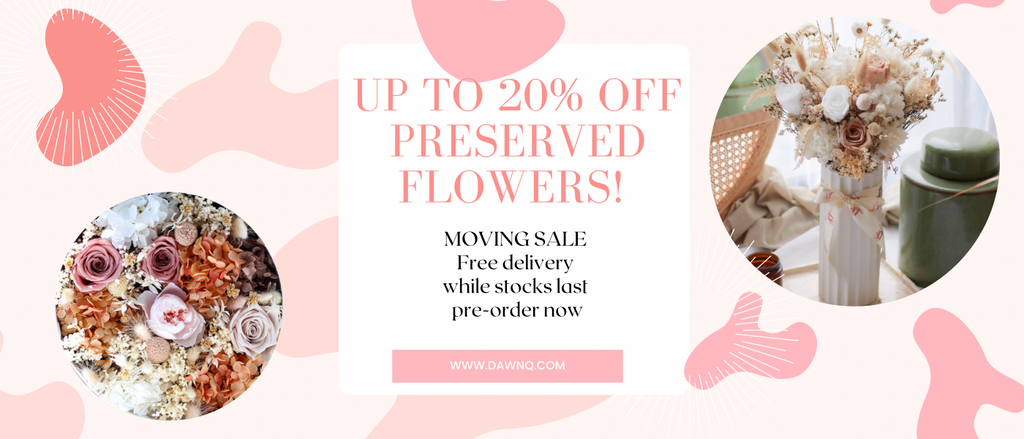 UP TO 20% OFF
PRESERVED
FLOWERS!
MOVING SALE
Free delivery
while stocks last
pre-order now
WWW.DAWNQ.COM